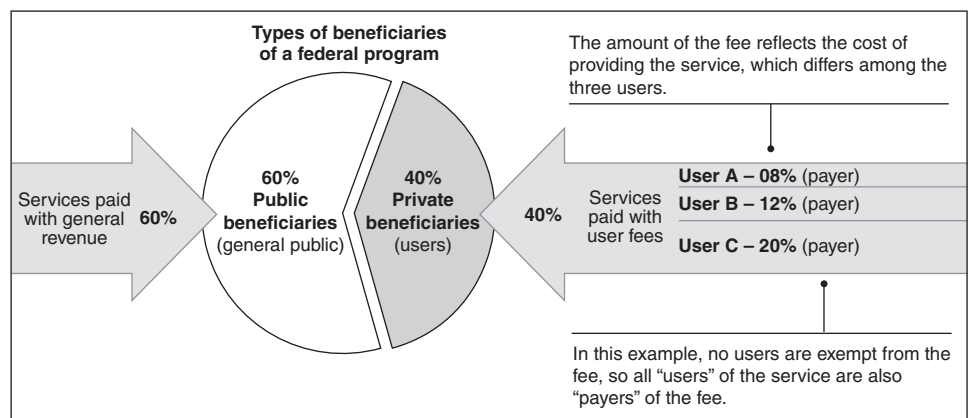 Types of beneficiaries
of a federal program
The amount of the fee reflects the cost of
providing the service, which differs among the
three users.
Services paid
with general
revenue
60%
60%
Public
beneficiaries
(general public)
40%
Private
beneficiaries
(users)
40%
Services
paid with
user fees
User A – 08% (payer)
User B – 12% (payer)
User C – 20% (payer)
In this example, no users are exempt from the
fee, so all “users” of the service are also
“payers” of the fee.